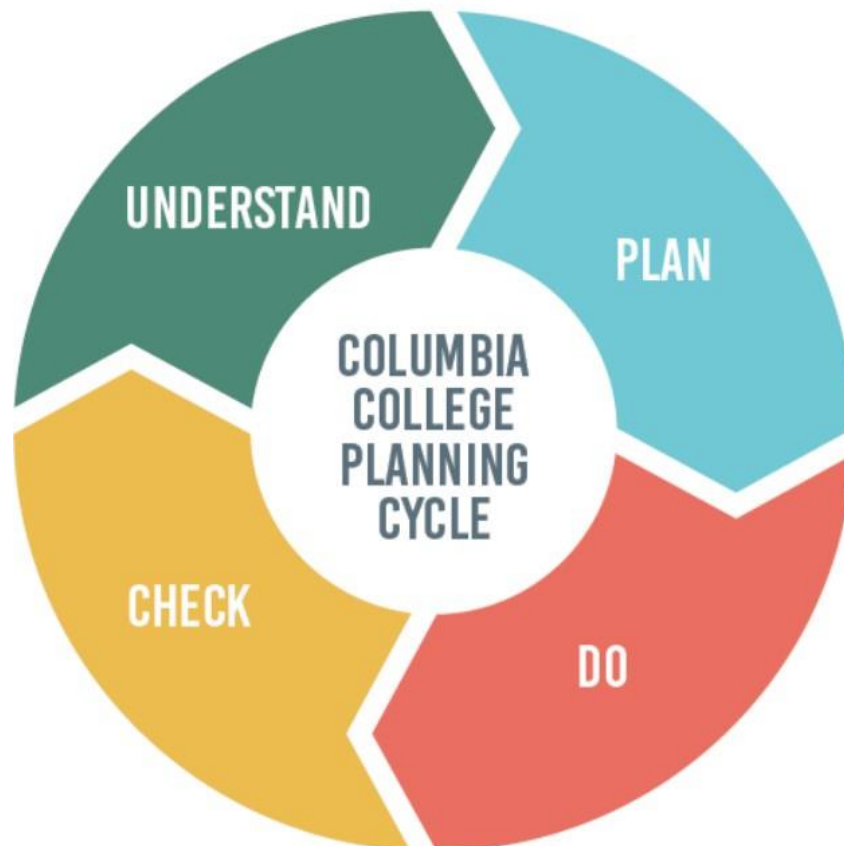 UNDERSTAND
PLAN
COLUMBIA
COLLEGE
PLANNING
CYCLE
CHECK
DO